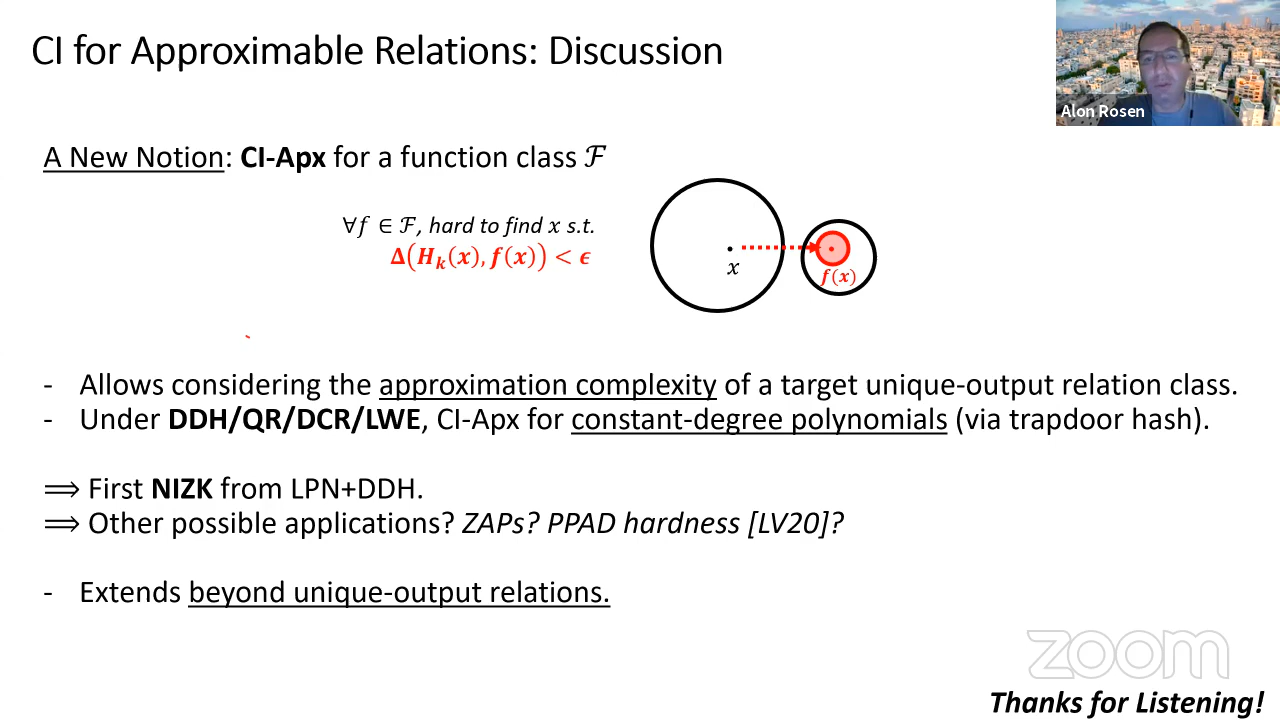 CI for Approximable Relations: Discussion
Alon Rosen
A New Notion: CI-Apx for a function class ℱ
∀f ∈ ℱ, hard to find x s.t.
Δ(H_k(x), f(x)) < ϵ
x
f(x)
- Allows considering the approximation complexity of a target unique-output relation class.
- Under DDH/QR/DCR/LWE, CI-Apx for constant-degree polynomials (via trapdoor hash).
⟹ First NIZK from LPN+DDH.
⟹ Other possible applications? ZAPs? PPAD hardness [LV20]?
- Extends beyond unique-output relations.
zoom
Thanks for Listening!